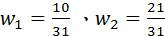 w₁ = 10/31 、w₂ = 21/31